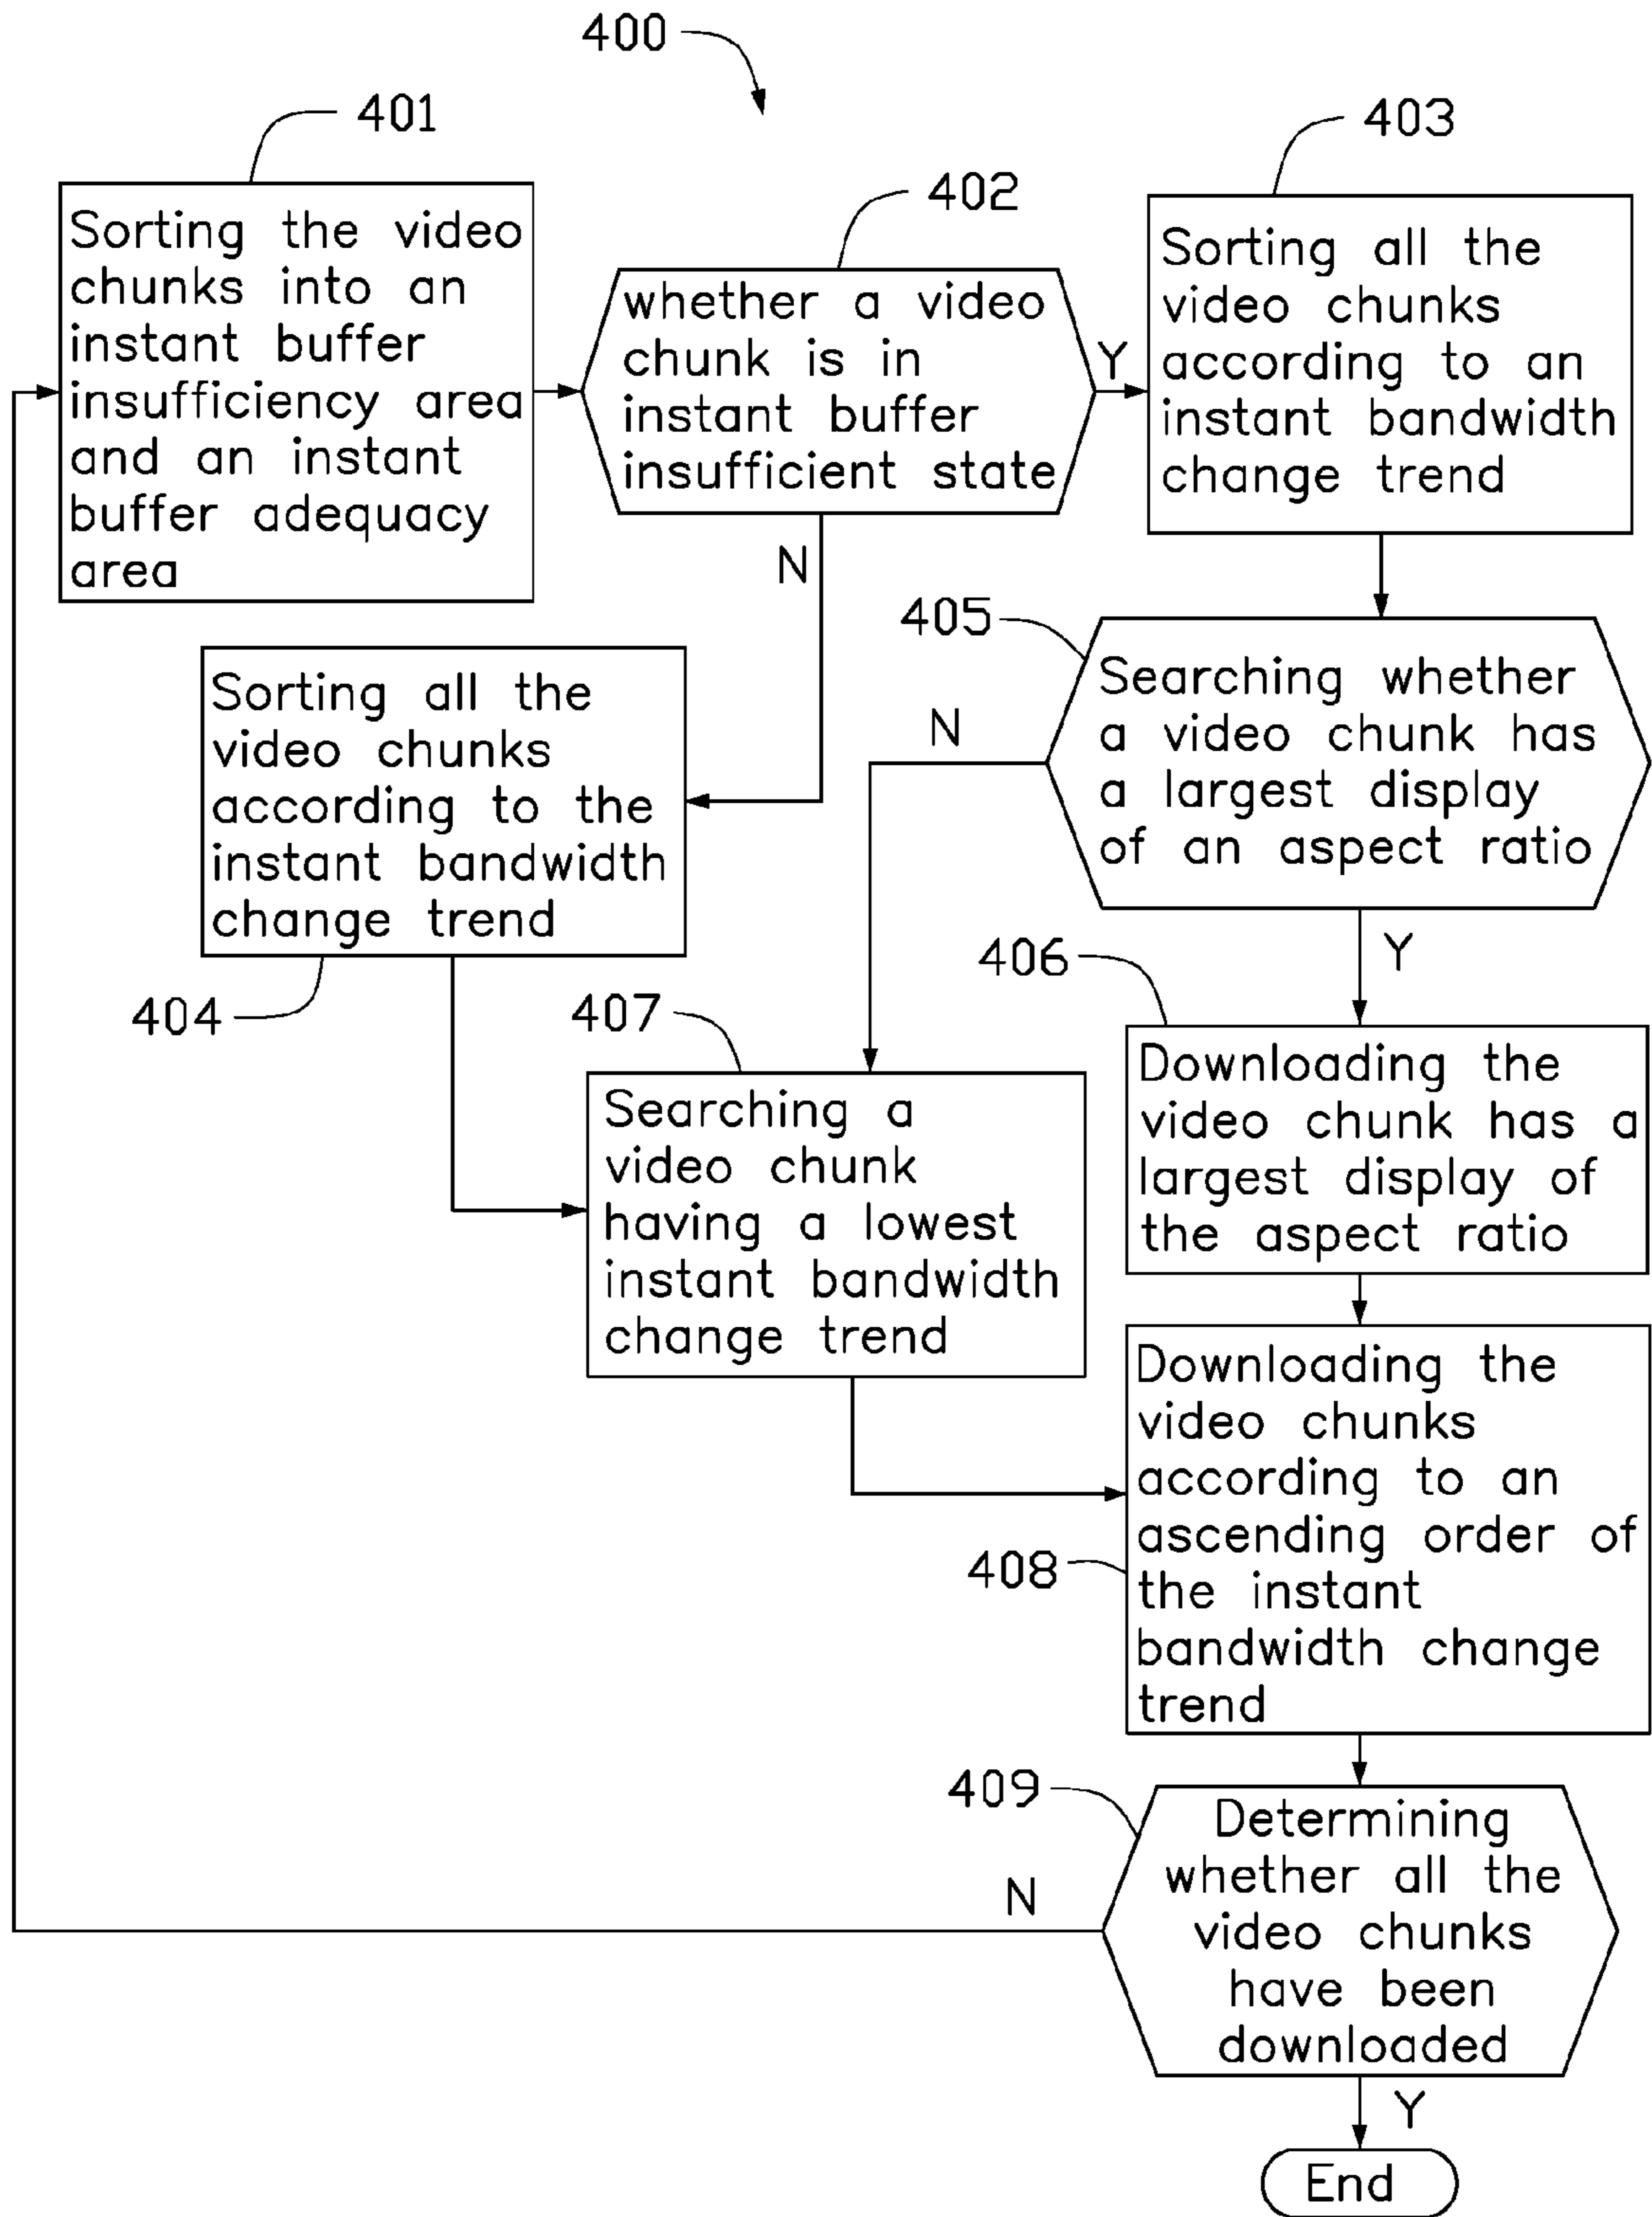 400
401
Sorting the video
chunks into an
instant buffer
insufficiency area
and an instant
buffer adequacy
area
402
whether a video
chunk is in
instant buffer
insufficient state
Y
N
403
Sorting all the
video chunks
according to an
instant bandwidth
change trend
404
Sorting all the
video chunks
according to the
instant bandwidth
change trend
405
Searching whether
a video chunk has
a largest display
of an aspect ratio
N
Y
406
Downloading the
video chunk has a
largest display of
the aspect ratio
407
Searching a
video chunk
having a lowest
instant bandwidth
change trend
408
Downloading the
video chunks
according to an
ascending order of
the instant
bandwidth change
trend
409
Determining
whether all the
video chunks
have been
downloaded
N
Y
End